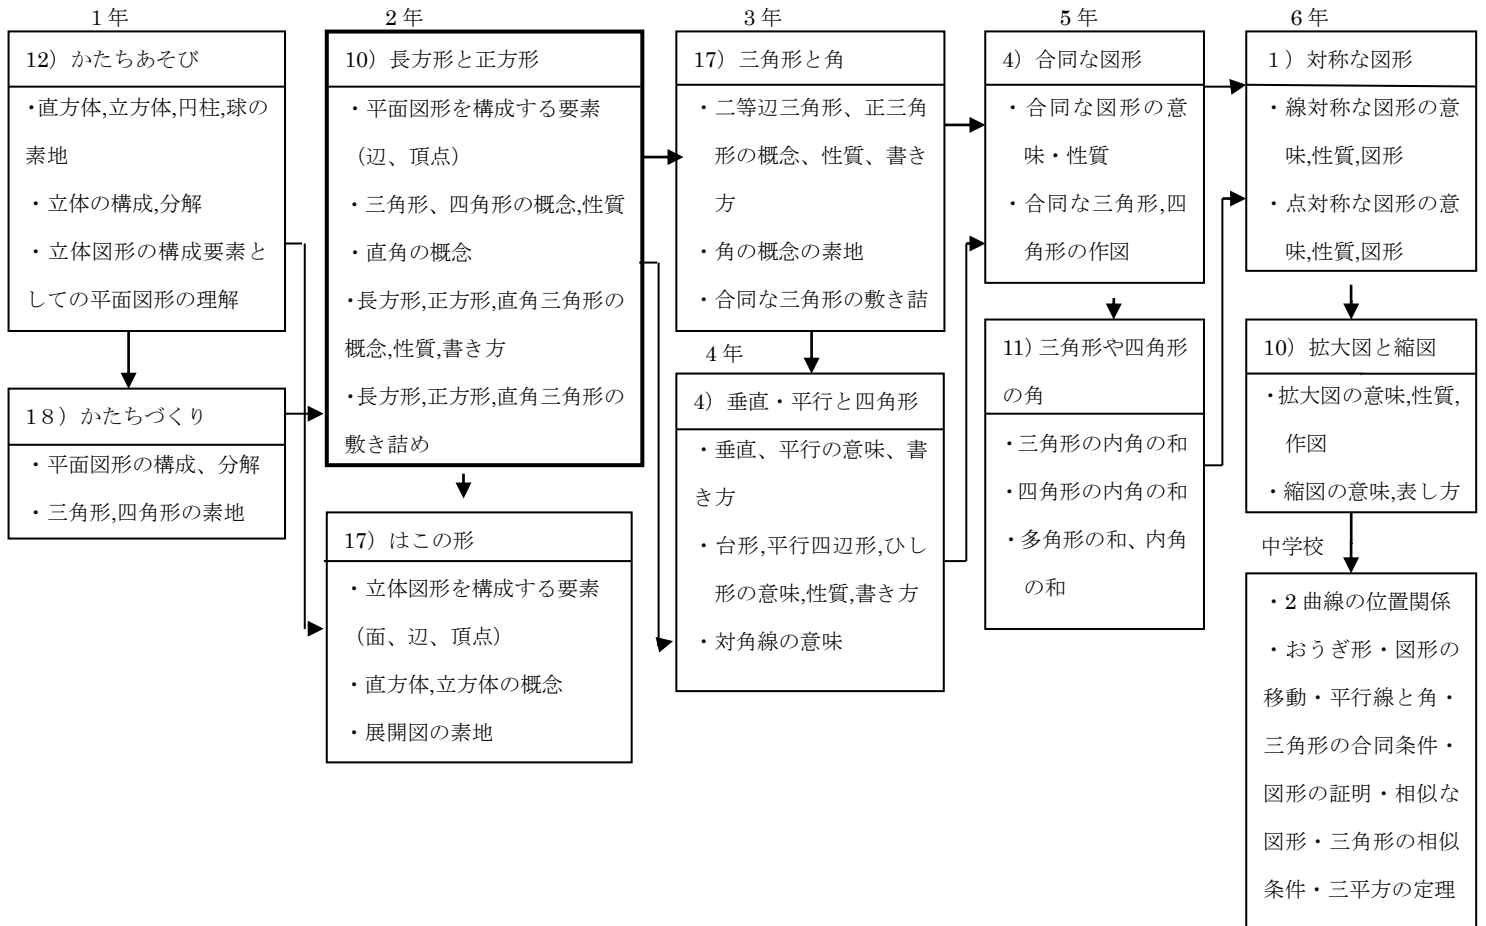 1年
12）かたちあそび
・直方体,立方体,円柱,球の
素地
・立体の構成,分解
・立体図形の構成要素と
しての平面図形の理解
18）かたちづくり
・平面図形の構成、分解
・三角形,四角形の素地
2年
10）長方形と正方形
・平面図形を構成する要素
（辺、頂点）
・三角形、四角形の概念,性質
・直角の概念
・長方形,正方形,直角三角形の
概念,性質,書き方
・長方形,正方形,直角三角形の
敷き詰め
17）はこの形
・立体図形を構成する要素
（面、辺、頂点）
・直方体,立方体の概念
・展開図の素地
3年
17）三角形と角
・二等辺三角形、正三角
形の概念、性質、書き
方
・角の概念の素地
・合同な三角形の敷き詰
4年
4）垂直・平行と四角形
・垂直、平行の意味、書
き方
・台形,平行四辺形,ひし
形の意味,性質,書き方
・対角線の意味
5年
4）合同な図形
・合同な図形の意
味・性質
・合同な三角形,四
角形の作図
11）三角形や四角形
の角
・三角形の内角の和
・四角形の内角の和
・多角形の和、内角
の和
6年
1）対称な図形
・線対称な図形の意
味,性質,図形
・点対称な図形の意
味,性質,図形
10）拡大図と縮図
・拡大図の意味,性質,
作図
・縮図の意味,表し方
中学校
・2曲線の位置関係
・おうぎ形・図形の
移動・平行線と角・
三角形の合同条件・
図形の証明・相似な
図形・三角形の相似
条件・三平方の定理